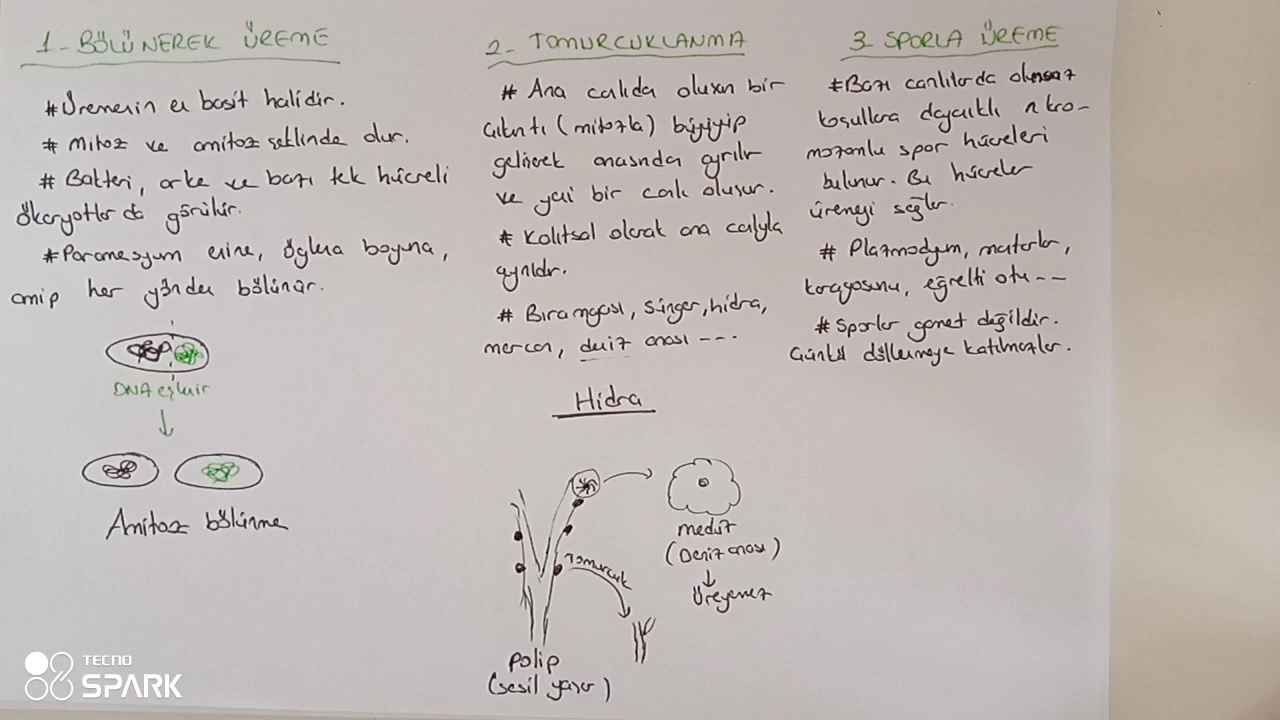 1- BÖLÜNEREK ÜREME
# Üremenin en basit halidir.
# Mitoz ve amitoz şeklinde olur.
# Bakteri, arke ve bazı tek hücreli
ökaryotlarda görülür.
# Paramesyum enine, öglena boyuna,
amip her yönden bölünür.
DNA eşlenir
Amitoz bölünme
2- TOMURCUKLANMA
# Ana canlıda oluşan bir
çıkıntı (mitozla) büyüyüp
gelişerek anasından ayrılır
ve yeni bir canlı oluşur.
# Kalıtsal olarak ana canlıyla
aynıdır.
# Bira mayası, sünger, hidra,
mercan, deniz anası ---
Hidra
Tomurcuk
medüz
(Deniz anası)
Üreyemez
polip
(sesil yaşar)
3- SPORLA ÜREME
# Bazı canlılarda olumsuz
koşullara dayanıklı n kro-
mozomlu spor hücreleri
bulunur. Bu hücreler
üremeyi sağlar.
# Plazmodyum, mantarlar,
karayosunu, eğrelti otu ---
# Sporlar gamet değildir.
Çünkü döllenmeye katılmazlar.
TECNO
SPARK